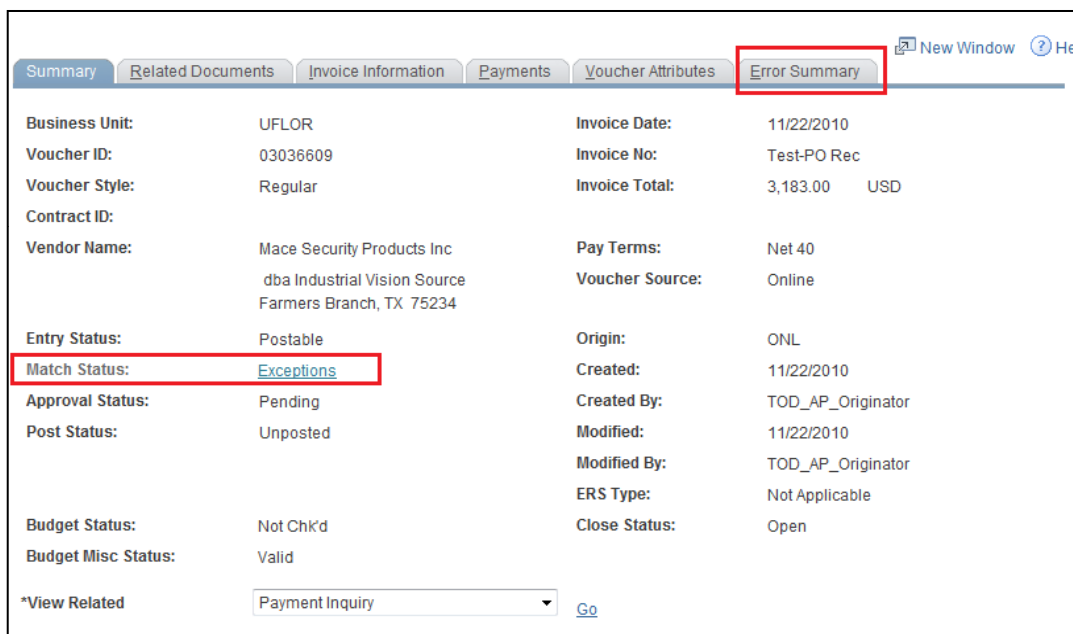 New Window ? He
Summary Related Documents Invoice Information Payments Voucher Attributes Error Summary
Business Unit: UFLOR Invoice Date: 11/22/2010
Voucher ID: 03036609 Invoice No: Test-PO Rec
Voucher Style: Regular Invoice Total: 3,183.00 USD
Contract ID:
Vendor Name: Mace Security Products Inc Pay Terms: Net 40
dba Industrial Vision Source Voucher Source: Online
Farmers Branch, TX 75234
Entry Status: Postable Origin: ONL
Match Status: Exceptions Created: 11/22/2010
Approval Status: Pending Created By: TOD_AP_Originator
Post Status: Unposted Modified: 11/22/2010
Modified By: TOD_AP_Originator
ERS Type: Not Applicable
Budget Status: Not Chk'd Close Status: Open
Budget Misc Status: Valid
*View Related Payment Inquiry Go